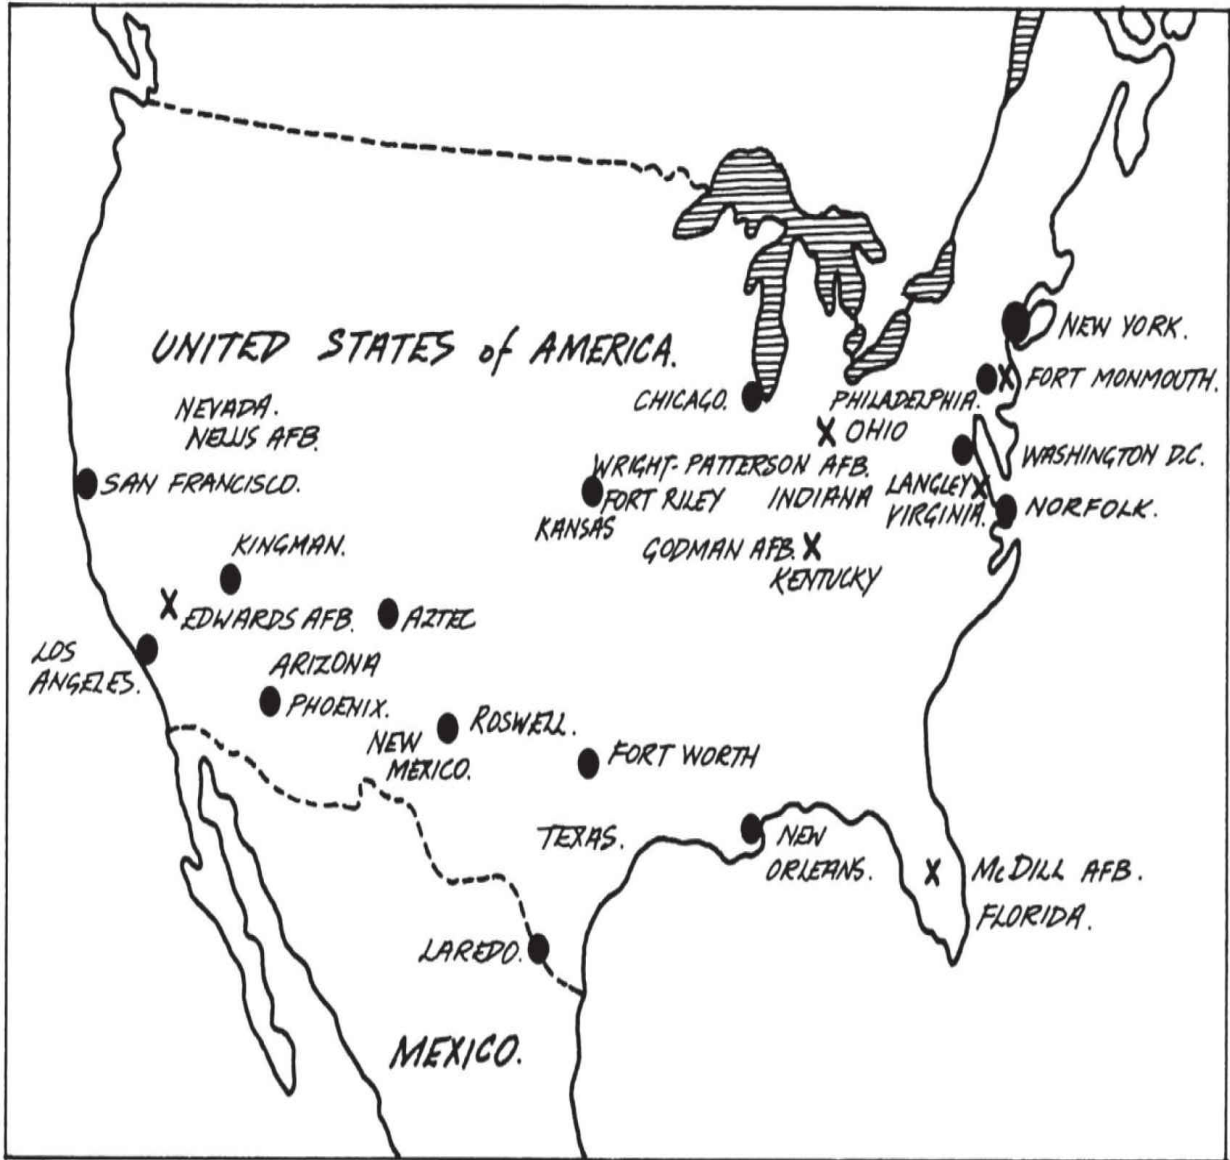 UNITED STATES of AMERICA.
NEW YORK.
FORT MONMOUTH.
PHILADELPHIA.
CHICAGO.
OHIO
NEVADA.
NELLIS AFB.
WASHINGTON D.C.
WRIGHT-PATTERSON AFB.
SAN FRANCISCO.
FORT RILEY
INDIANA
LANGLEY
VIRGINIA.
NORFOLK.
KANSAS
KINGMAN.
GODMAN AFB.
KENTUCKY
EDWARDS AFB.
AZTEC
LOS
ANGELES.
ARIZONA
PHOENIX.
ROSWELL.
NEW
MEXICO.
FORT WORTH
TEXAS.
NEW
ORLEANS.
McDILL AFB.
FLORIDA.
LAREDO.
MEXICO.